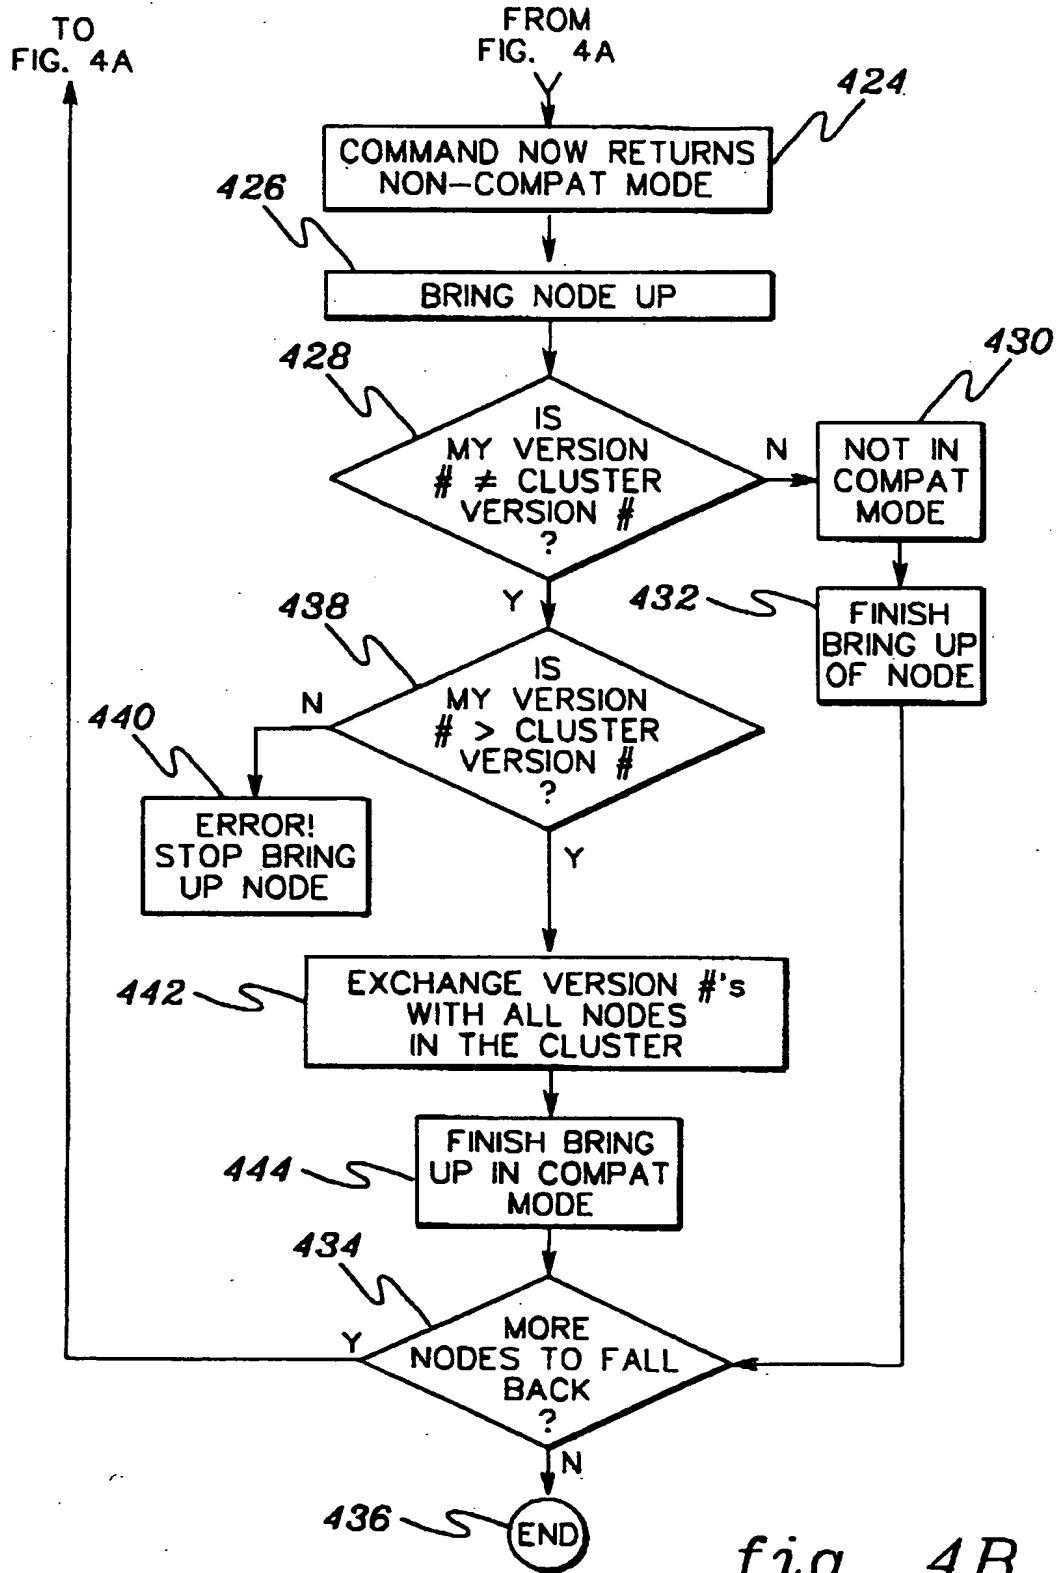 TO
FIG. 4A
FROM
FIG. 4A
424
COMMAND NOW RETURNS
NON-COMPAT MODE
426
BRING NODE UP
428
IS
MY VERSION
# ≠ CLUSTER
VERSION #
?
N
430
NOT IN
COMPAT
MODE
Y
432
FINISH
BRING UP
OF NODE
438
IS
MY VERSION
# > CLUSTER
VERSION #
?
N
440
ERROR!
STOP BRING
UP NODE
Y
442
EXCHANGE VERSION #'s
WITH ALL NODES
IN THE CLUSTER
444
FINISH BRING
UP IN COMPAT
MODE
434
Y
MORE
NODES TO FALL
BACK
?
N
436
END
fig. 4B